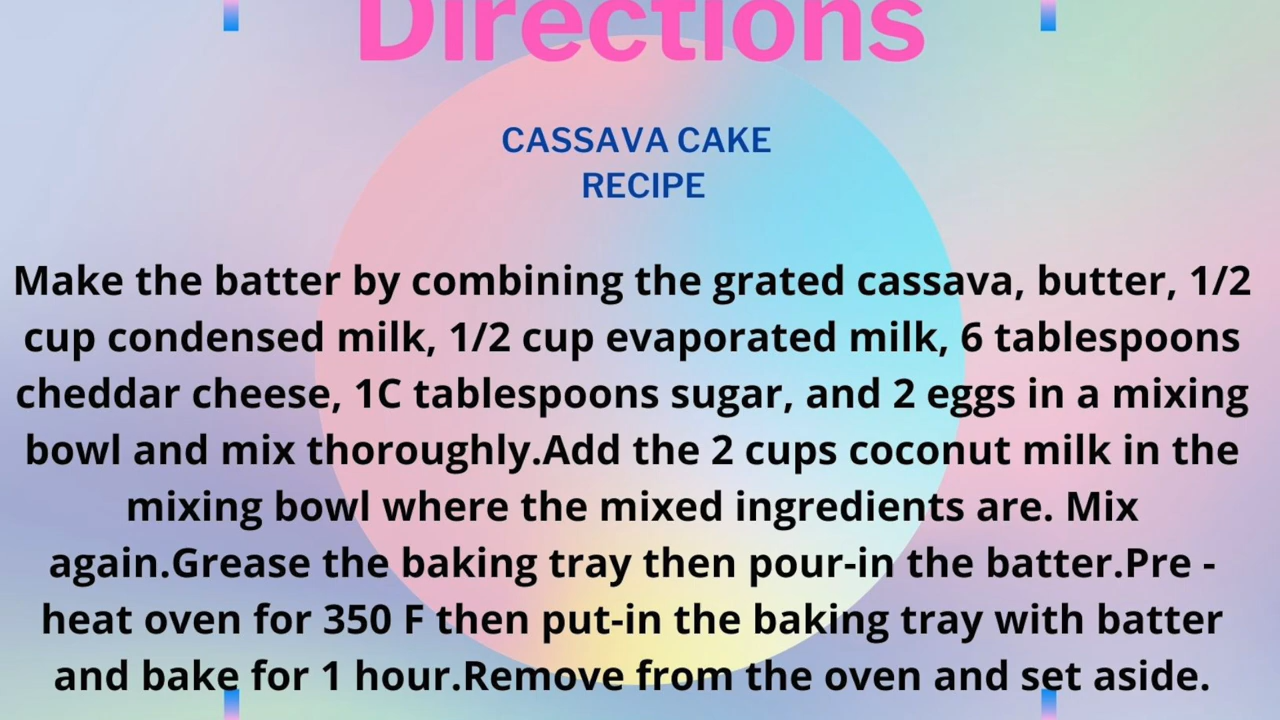 Directions
CASSAVA CAKE
RECIPE
Make the batter by combining the grated cassava, butter, 1/2
cup condensed milk, 1/2 cup evaporated milk, 6 tablespoons
cheddar cheese, 1C tablespoons sugar, and 2 eggs in a mixing
bowl and mix thoroughly.Add the 2 cups coconut milk in the
mixing bowl where the mixed ingredients are. Mix
again.Grease the baking tray then pour-in the batter.Pre -
heat oven for 350 F then put-in the baking tray with batter
and bake for 1 hour.Remove from the oven and set aside.